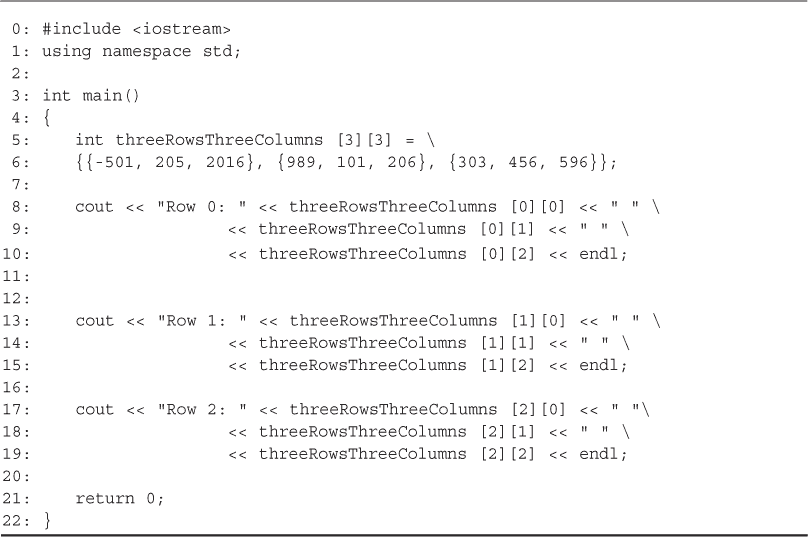 0: #include <iostream>
1: using namespace std;
2:
3: int main()
4: {
5:    int threeRowsThreeColumns [3][3] = \
6:    {{-501, 205, 2016}, {989, 101, 206}, {303, 456, 596}};
7:
8:    cout << "Row 0: " << threeRowsThreeColumns [0][0] << " " \
9:                   << threeRowsThreeColumns [0][1] << " " \
10:                   << threeRowsThreeColumns [0][2] << endl;
11:
12:
13:    cout << "Row 1: " << threeRowsThreeColumns [1][0] << " " \
14:                   << threeRowsThreeColumns [1][1] << " " \
15:                   << threeRowsThreeColumns [1][2] << endl;
16:
17:    cout << "Row 2: " << threeRowsThreeColumns [2][0] << " "\
18:                   << threeRowsThreeColumns [2][1] << " " \
19:                   << threeRowsThreeColumns [2][2] << endl;
20:
21:    return 0;
22: }